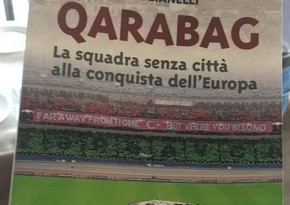 QARABAG
La squadra senza città
alla conquista dell'Europa
FAR AWAY FROM HOME BUT WHERE YOU BELONG